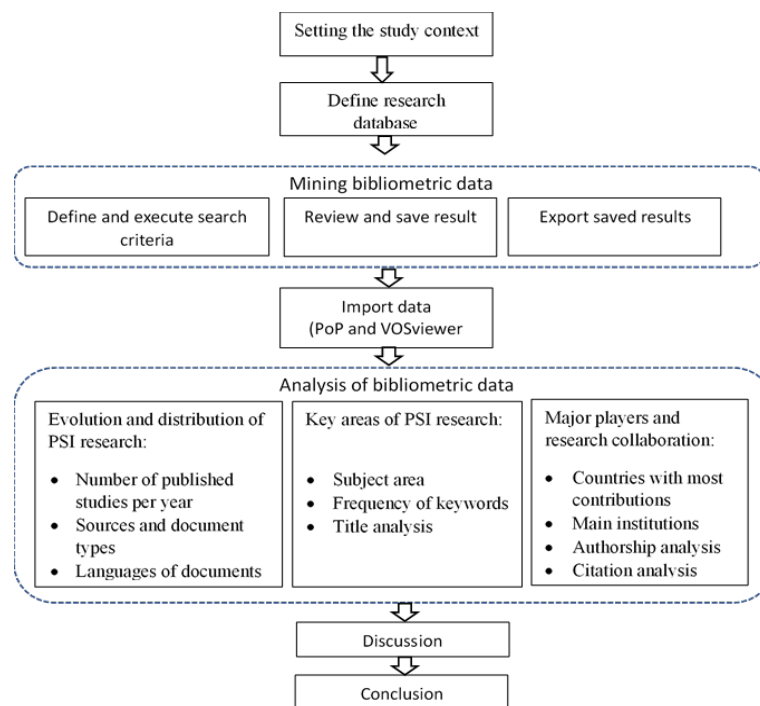 Setting the study context
Define research
database
Mining bibliometric data
Define and execute search
criteria
Review and save result
Export saved results
Import data
(PoP and VOSviewer
Analysis of bibliometric data
Evolution and distribution of
PSI research:
• Number of published
studies per year
• Sources and document
types
• Languages of documents
Key areas of PSI research:
• Subject area
• Frequency of keywords
• Title analysis
Major players and
research collaboration:
• Countries with most
contributions
• Main institutions
• Authorship analysis
• Citation analysis
Discussion
Conclusion